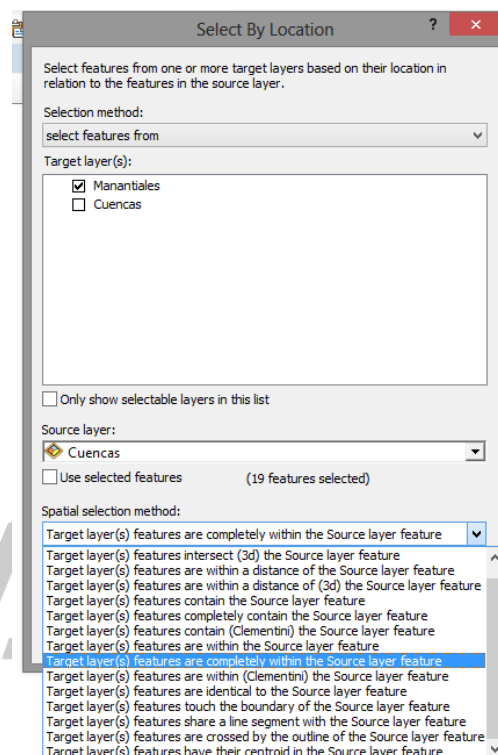 Select By Location
?
×
Select features from one or more target layers based on their location in
relation to the features in the source layer.
Selection method:
select features from
Target layer(s):
Manantiales
Cuencas
Only show selectable layers in this list
Source layer:
Cuencas
Use selected features (19 features selected)
Spatial selection method:
Target layer(s) features are completely within the Source layer feature
Target layer(s) features intersect (3d) the Source layer feature
Target layer(s) features are within a distance of the Source layer feature
Target layer(s) features are within a distance of (3d) the Source layer feature
Target layer(s) features contain the Source layer feature
Target layer(s) features completely contain the Source layer feature
Target layer(s) features contain (Clementini) the Source layer feature
Target layer(s) features are within the Source layer feature
Target layer(s) features are completely within the Source layer feature
Target layer(s) features are within (Clementini) the Source layer feature
Target layer(s) features are identical to the Source layer feature
Target layer(s) features touch the boundary of the Source layer feature
Target layer(s) features share a line segment with the Source layer feature
Target layer(s) features are crossed by the outline of the Source layer feature
Target layer(s) features have their centroid in the Source layer feature